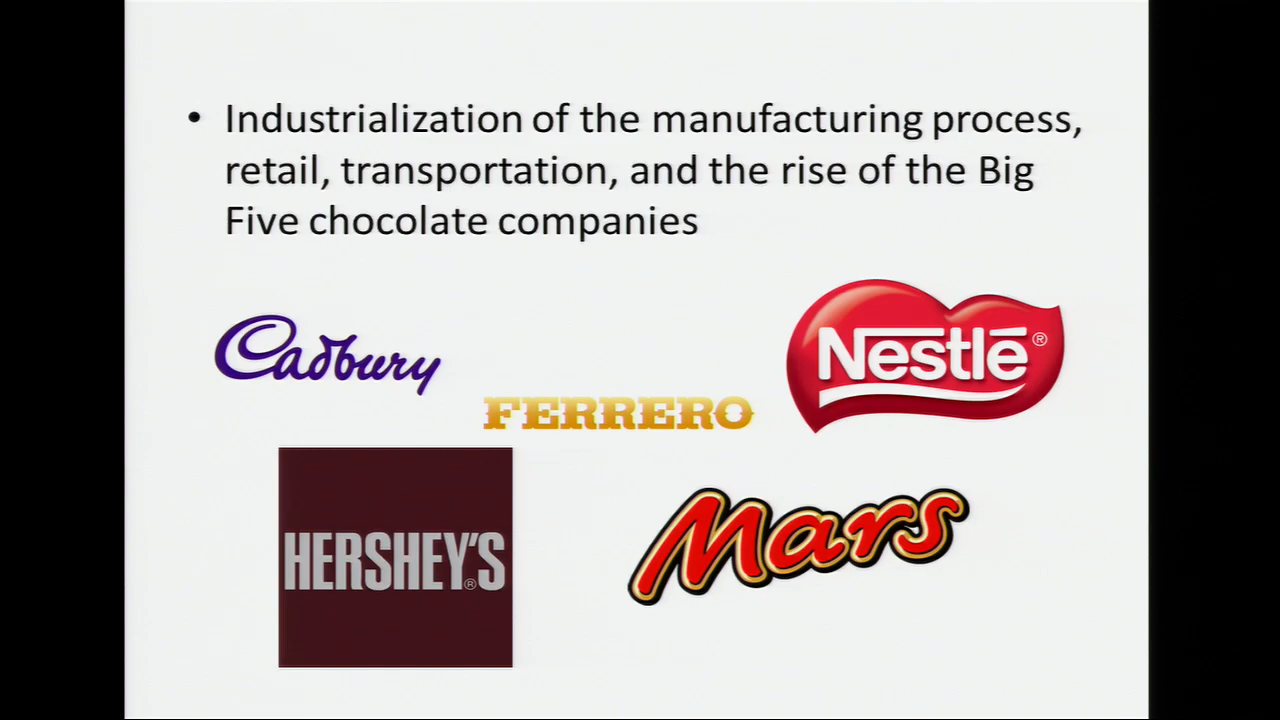 • Industrialization of the manufacturing process,
retail, transportation, and the rise of the Big
Five chocolate companies
Cadbury
FERRERO
Nestlé®
HERSHEY'S®
Mars